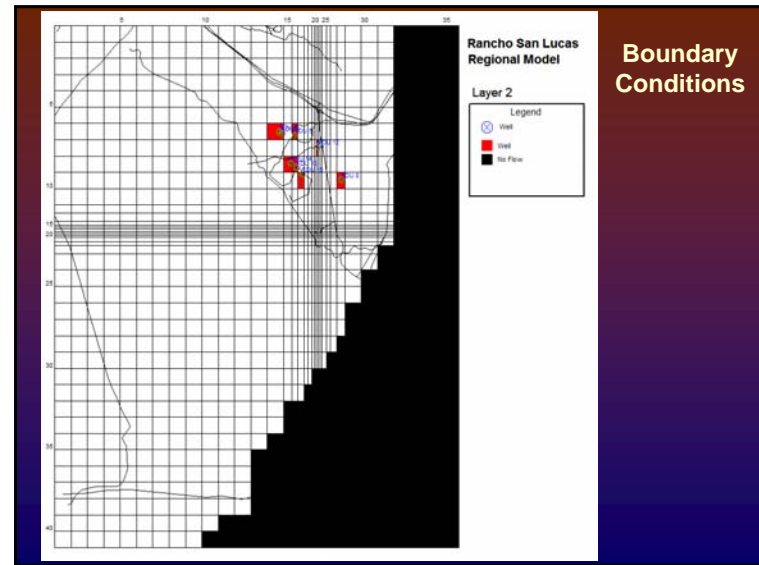 Rancho San Lucas
Regional Model
Boundary
Conditions
Layer 2
Legend
Well
Well
No Flow
5 10 15 20 25 30 35
5
10
15
20
25
30
35
40